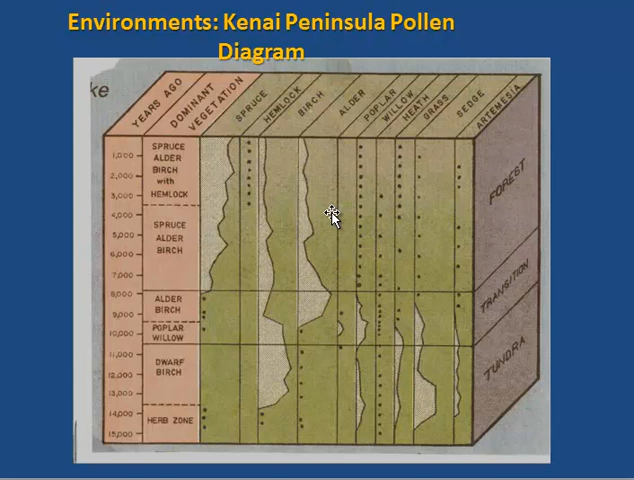 Environments: Kenai Peninsula Pollen
Diagram
ke
YEARS AGO
DOMINANT
VEGETATION
SPRUCE
HEMLOCK
BIRCH
ALDER
POPLAR
WILLOW
HEATH
GRASS
SEDGE
ARTEMESIA
1,000
2,000
3,000
4,000
5,000
6,000
7,000
8,000
9,000
10,000
11,000
12,000
13,000
14,000
15,000
SPRUCE
ALDER
BIRCH
with
HEMLOCK
SPRUCE
ALDER
BIRCH
ALDER
BIRCH
POPLAR
WILLOW
DWARF
BIRCH
HERB ZONE
FOREST
TRANSITION
TUNDRA